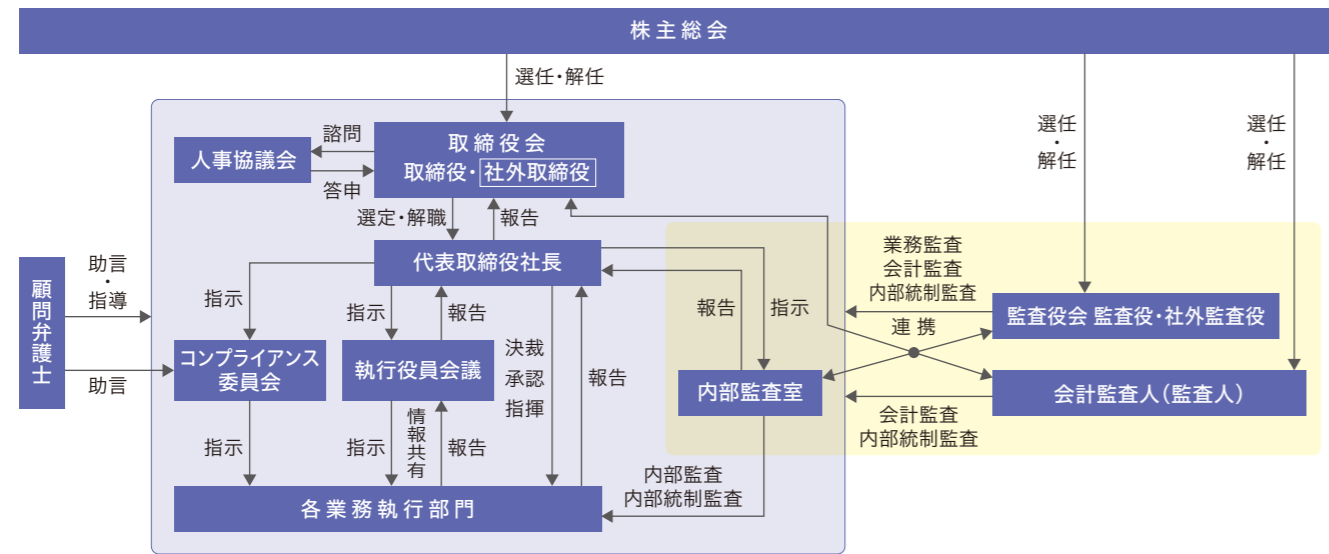 株主総会
選任・解任
選任・解任
選任・解任
諮問
人事協議会
答申
取締役会
取締役・社外取締役
選定・解職
報告
代表取締役社長
顧問弁護士
助言・指導
助言
指示
指示
報告
決裁
承認
指揮
報告
報告
指示
コンプライアンス
委員会
執行役員会議
内部監査室
業務監査
会計監査
内部統制監査
連携
監査役会 監査役・社外監査役
会計監査人（監査人）
会計監査
内部統制監査
指示
指示
情報共有
報告
内部監査
内部統制監査
各業務執行部門